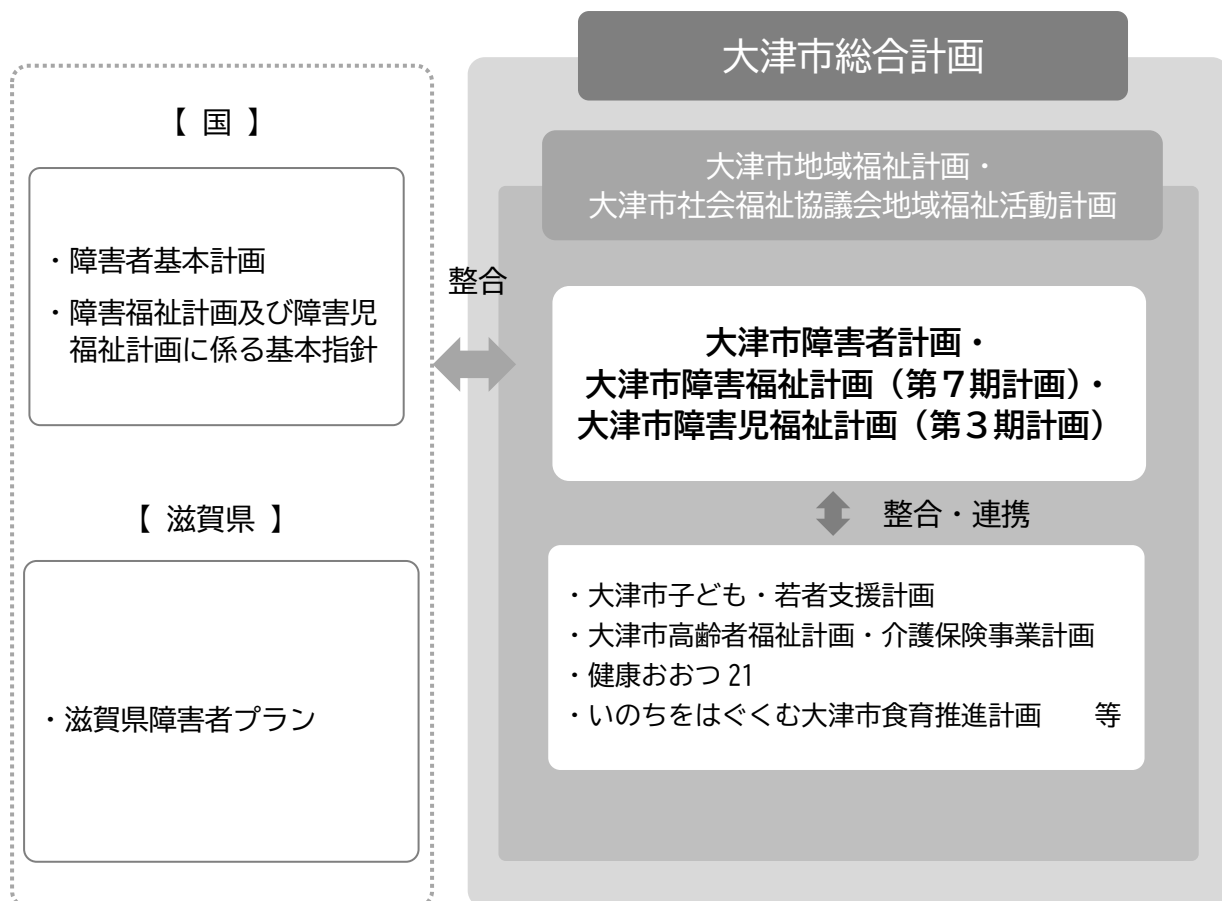 大津市総合計画
【 国 】
・障害者基本計画
・障害福祉計画及び障害児
福祉計画に係る基本指針
【 滋賀県 】
・滋賀県障害者プラン
整合
大津市地域福祉計画・
大津市社会福祉協議会地域福祉活動計画
大津市障害者計画・
大津市障害福祉計画（第７期計画）・
大津市障害児福祉計画（第３期計画）
整合・連携
・大津市子ども・若者支援計画
・大津市高齢者福祉計画・介護保険事業計画
・健康おおつ 21
・いのちをはぐくむ大津市食育推進計画　　等